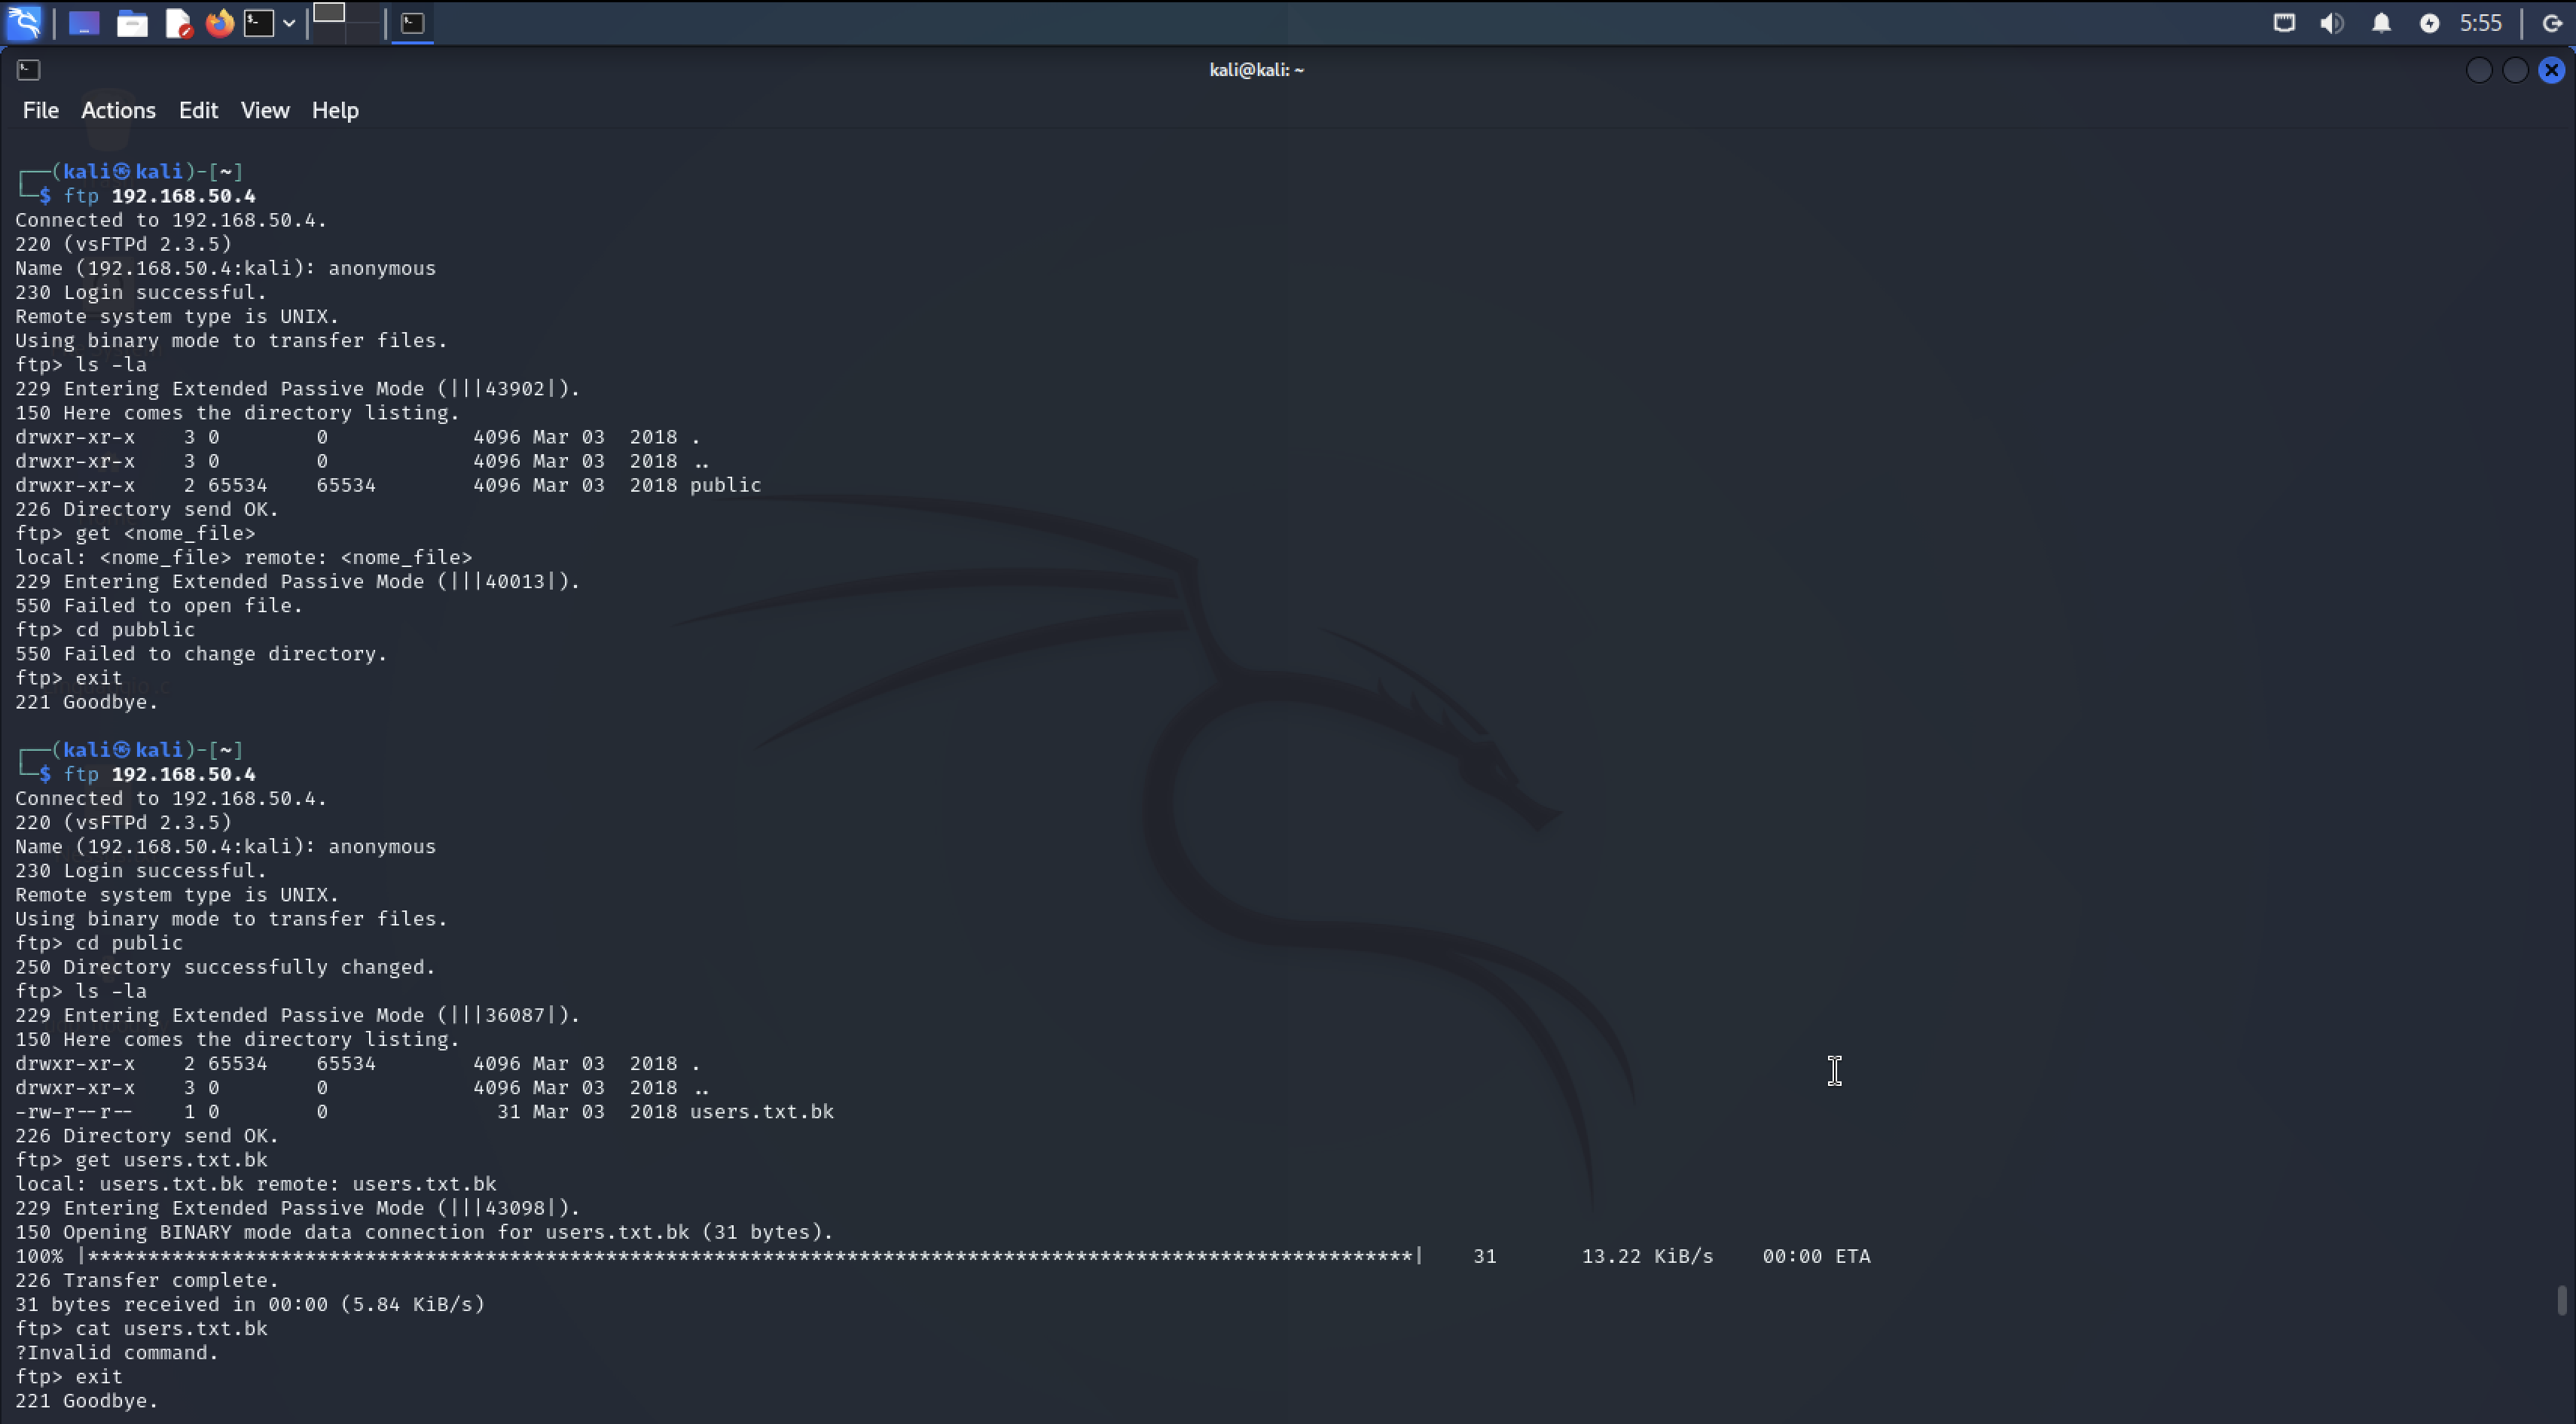 5:55
kali@kali: ~
File Actions Edit View Help
┌──(kali㉿kali)-[~]
└─$ ftp 192.168.50.4
Connected to 192.168.50.4.
220 (vsFTPd 2.3.5)
Name (192.168.50.4:kali): anonymous
230 Login successful.
Remote system type is UNIX.
Using binary mode to transfer files.
ftp> ls -la
229 Entering Extended Passive Mode (|||43902|).
150 Here comes the directory listing.
drwxr-xr-x    3 0        0            4096 Mar 03  2018 .
drwxr-xr-x    3 0        0            4096 Mar 03  2018 ..
drwxr-xr-x    2 65534    65534        4096 Mar 03  2018 public
226 Directory send OK.
ftp> get <nome_file>
local: <nome_file> remote: <nome_file>
229 Entering Extended Passive Mode (|||40013|).
550 Failed to open file.
ftp> cd pubblic
550 Failed to change directory.
ftp> exit
221 Goodbye.
┌──(kali㉿kali)-[~]
└─$ ftp 192.168.50.4
Connected to 192.168.50.4.
220 (vsFTPd 2.3.5)
Name (192.168.50.4:kali): anonymous
230 Login successful.
Remote system type is UNIX.
Using binary mode to transfer files.
ftp> cd public
250 Directory successfully changed.
ftp> ls -la
229 Entering Extended Passive Mode (|||36087|).
150 Here comes the directory listing.
drwxr-xr-x    2 65534    65534        4096 Mar 03  2018 .
drwxr-xr-x    3 0        0            4096 Mar 03  2018 ..
-rw-r--r--    1 0        0              31 Mar 03  2018 users.txt.bk
226 Directory send OK.
ftp> get users.txt.bk
local: users.txt.bk remote: users.txt.bk
229 Entering Extended Passive Mode (|||43098|).
150 Opening BINARY mode data connection for users.txt.bk (31 bytes).
100% |**************************************************************************************************************|    31       13.22 KiB/s    00:00 ETA
226 Transfer complete.
31 bytes received in 00:00 (5.84 KiB/s)
ftp> cat users.txt.bk
?Invalid command.
ftp> exit
221 Goodbye.